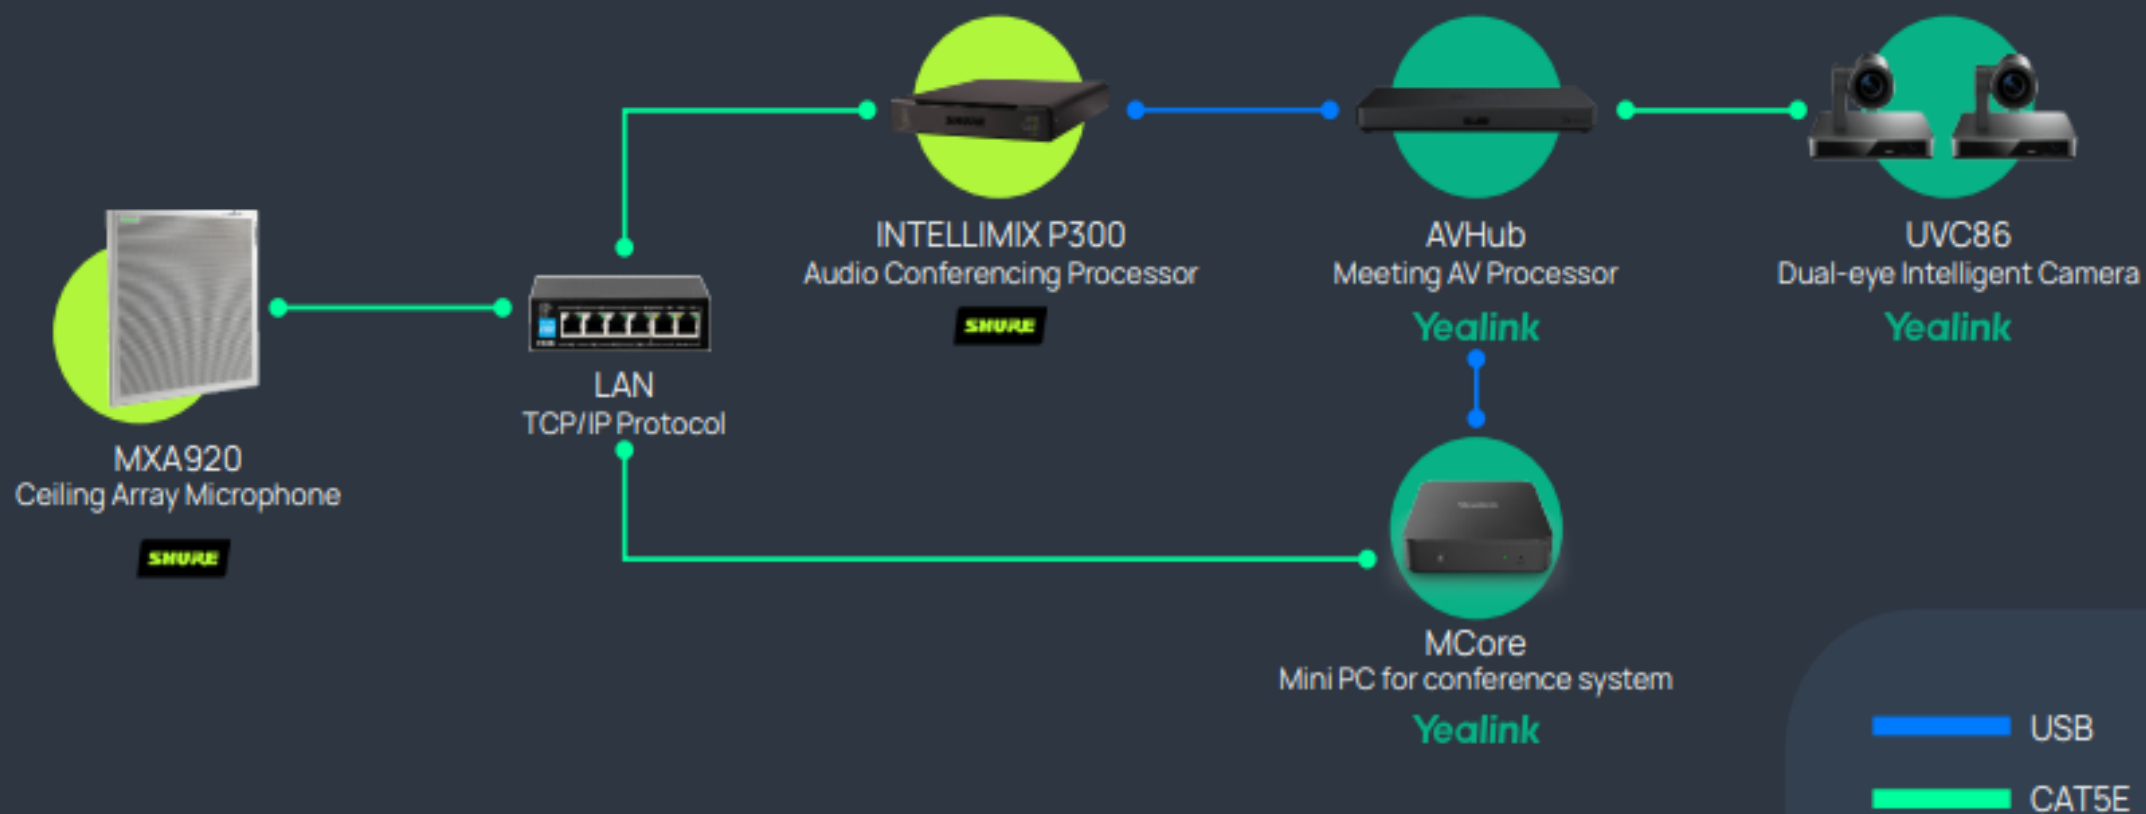 INTELLIMIX P300
Audio Conferencing Processor
SHURE
AVHub
Meeting AV Processor
Yealink
UVC86
Dual-eye Intelligent Camera
Yealink
LAN
TCP/IP Protocol
MXA920
Ceiling Array Microphone
SHURE
MCore
Mini PC for conference system
Yealink
USB
CAT5E